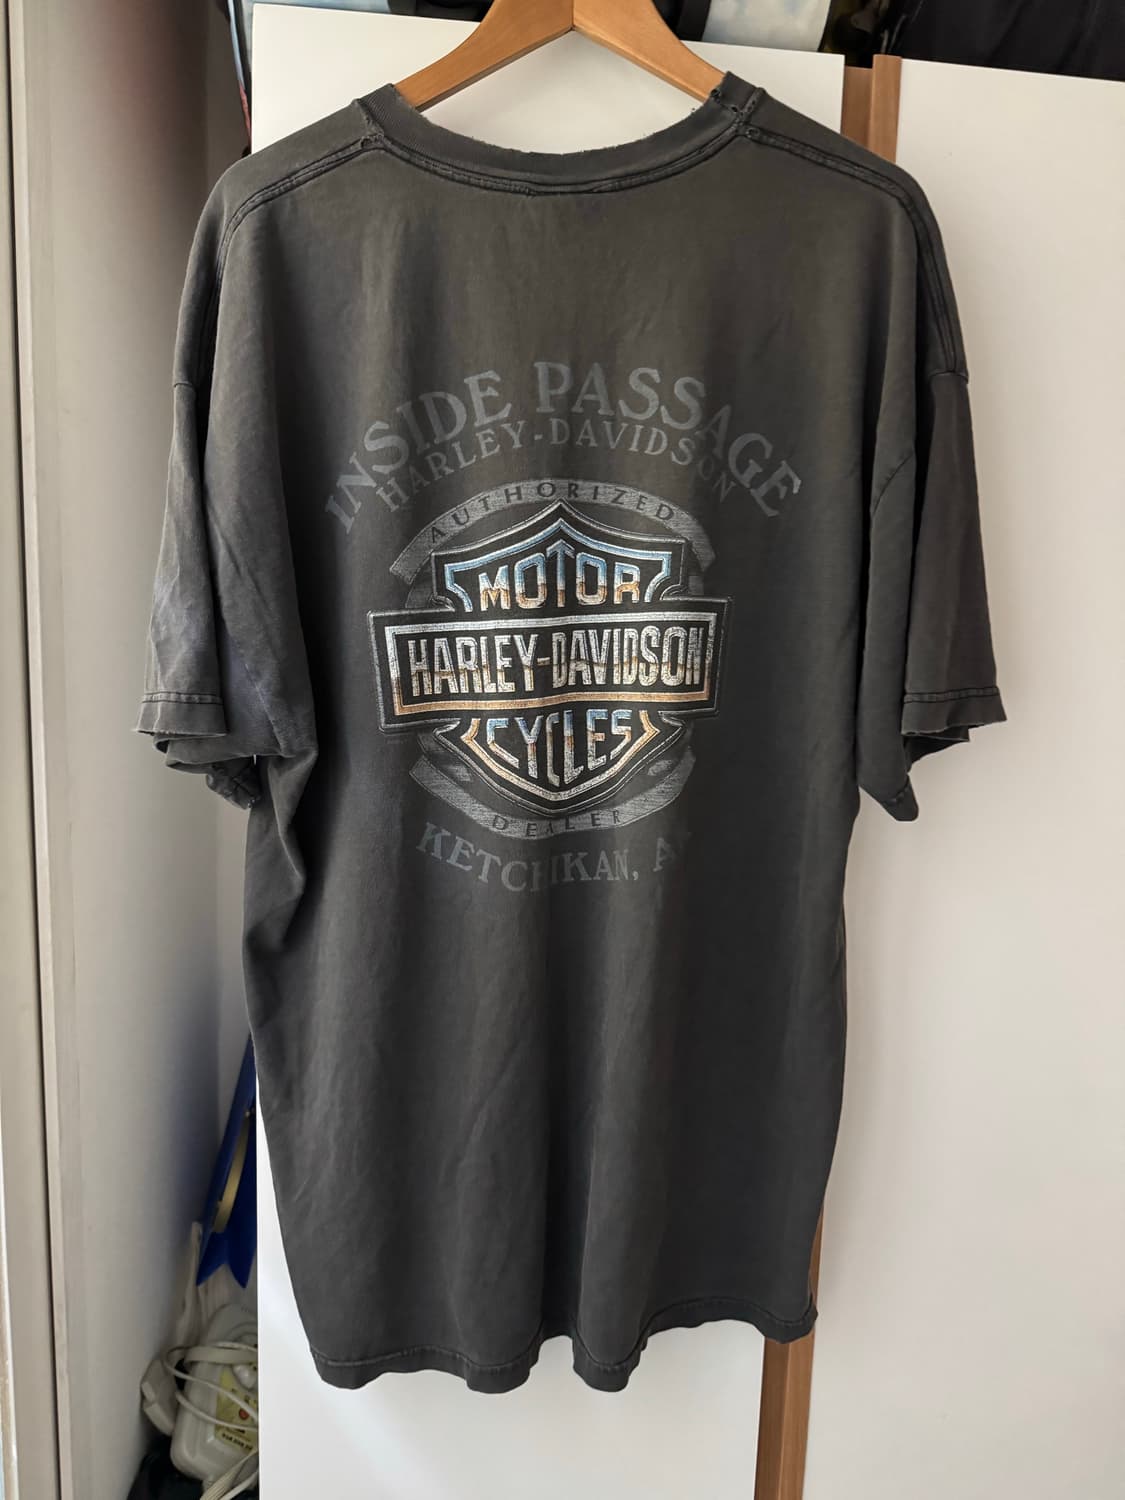 INSIDE PASSAGE
HARLEY-DAVIDSON
AUTHORIZED
MOTOR
HARLEY-DAVIDSON
CYCLES
DEALER
KETCHIKAN,